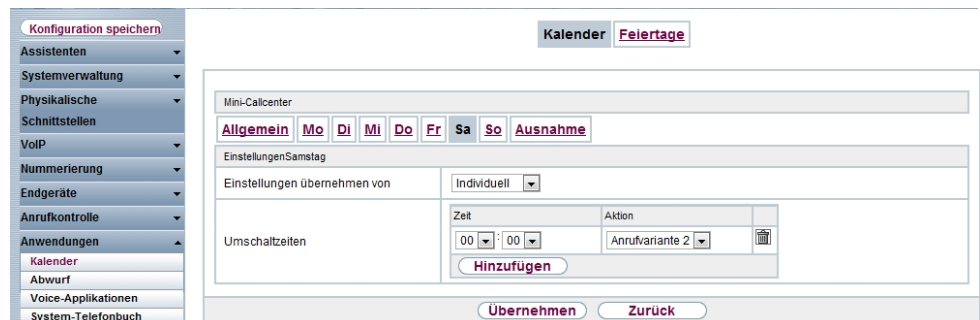 Konfiguration speichern
Assistenten
Systemverwaltung
Physikalische
Schnittstellen
VoIP
Nummerierung
Endgeräte
Anrufkontrolle
Anwendungen
Kalender
Abwurf
Voice-Applikationen
System-Telefonbuch
Kalender Feiertage
Mini-Callcenter
Allgemein Mo Di Mi Do Fr Sa So Ausnahme
EinstellungenSamstag
Einstellungen übernehmen von Individuell
Umschaltzeiten
Zeit Aktion
00 : 00 Anrufvariante 2
Hinzufügen
Übernehmen Zurück